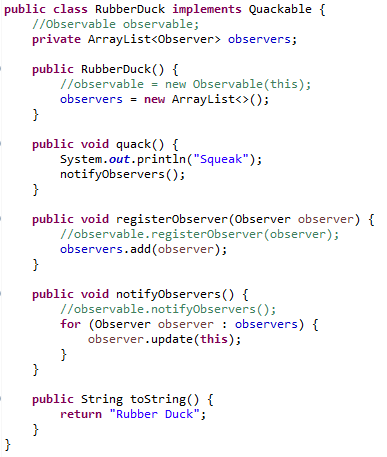 public class RubberDuck implements Quackable {
//Observable observable;
private ArrayList<Observer> observers;
public RubberDuck() {
//observable = new Observable(this);
observers = new ArrayList<>();
}
public void quack() {
System.out.println("Squeak");
notifyObservers();
}
public void registerObserver(Observer observer) {
//observable.registerObserver(observer);
observers.add(observer);
}
public void notifyObservers() {
//observable.notifyObservers();
for (Observer observer : observers) {
observer.update(this);
}
}
public String toString() {
return "Rubber Duck";
}
}